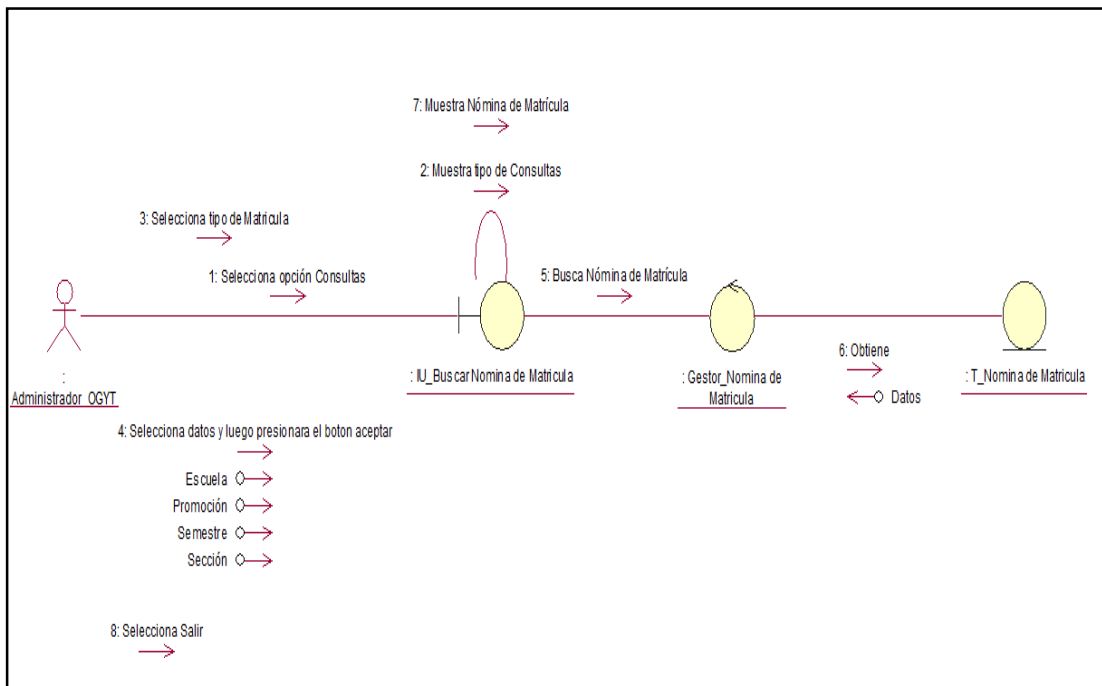 7: Muestra Nómina de Matrícula
2: Muestra tipo de Consultas
3: Selecciona tipo de Matricula
1: Selecciona opción Consultas
5: Busca Nómina de Matrícula
6: Obtiene
Datos
:
Administrador_OGYT
: IU_Buscar Nomina de Matricula
: Gestor_Nomina de
Matricula
: T_Nomina de Matricula
4: Selecciona datos y luego presionara el boton aceptar
Escuela
Promoción
Semestre
Sección
8: Selecciona Salir